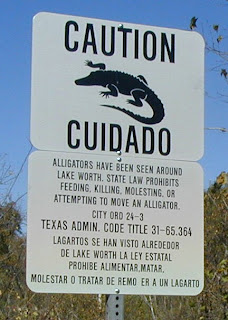 CAUTION
CUIDADO
ALLIGATORS HAVE BEEN SEEN AROUND
LAKE WORTH. STATE LAW PROHIBITS
FEEDING, KILLING, MOLESTING, OR
ATTEMPTING TO MOVE AN ALLIGATOR.
CITY ORD 24-3
TEXAS ADMIN. CODE TITLE 31-65.364
LAGARTOS SE HAN VISTO ALREDEDOR
DE LAKE WORTH LA LEY ESTATAL
PROHIBE ALIMENTAR,MATAR,
MOLESTAR O TRATAR DE REMO ER A UN LAGARTO